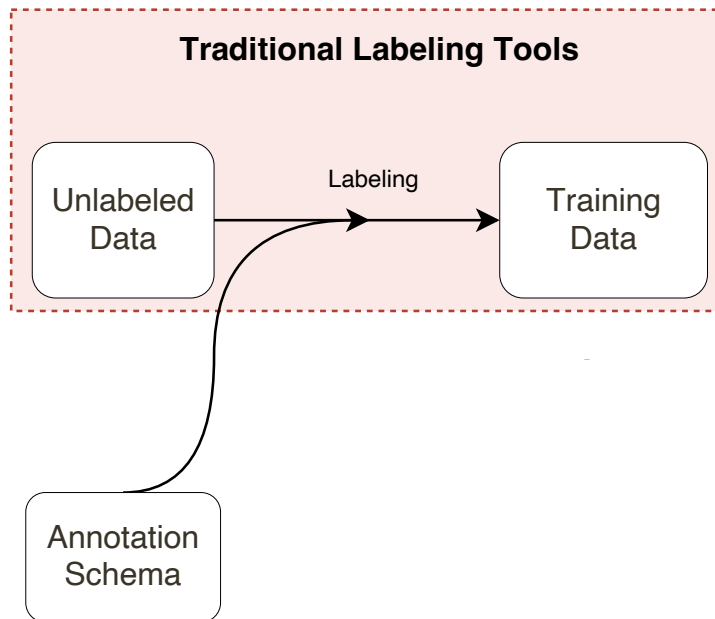 Traditional Labeling Tools
Labeling
Unlabeled
Data
Training
Data
Annotation
Schema